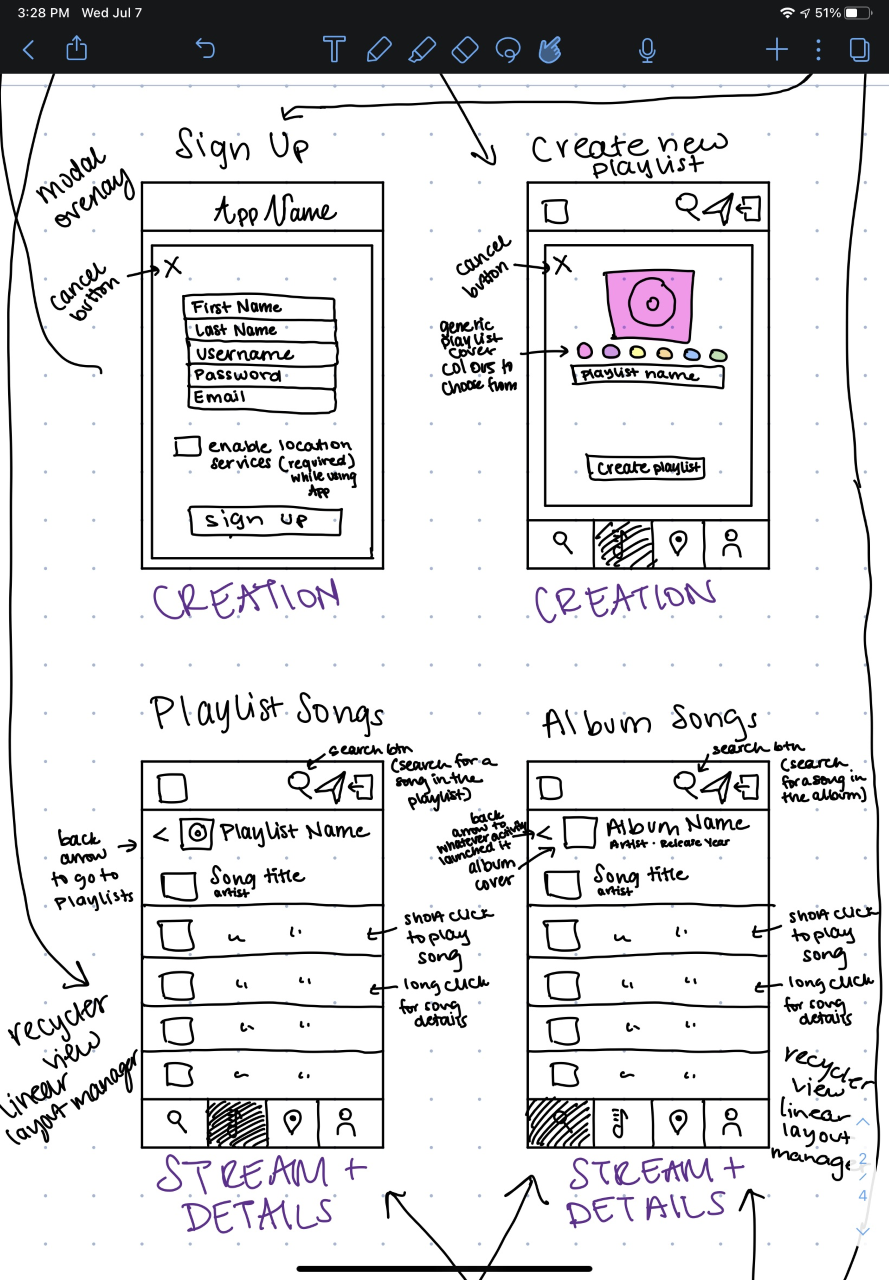 3:28 PM Wed Jul 7
51%
T
Sign Up
Create new
playlist
modal
overlay
App Name
cancel
button
X
First Name
Last Name
Username
Password
Email
enable location
services (required)
while using
App
sign up
CREATION
cancel
button
X
generic
playlist
cover
colours to
choose from
Playlist name
Create playlist
CREATION
Playlist Songs
search btn
(search for a
song in the
playlist)
back
arrow
to go to
Playlists
< Playlist Name
Song title
artist
short click
to play
song
long click
for song
details
recycler
view
linear
layout manager
STREAM +
DETAILS
Album Songs
search btn
(search
for a song in
the album)
back
arrow to
whatever activity
launched it
album
cover
< Album Name
Artist · Release Year
Song title
artist
short click
to play
song
long click
for song
details
recycler
view
linear
layout
manage
STREAM +
DETAILS
2
/
4